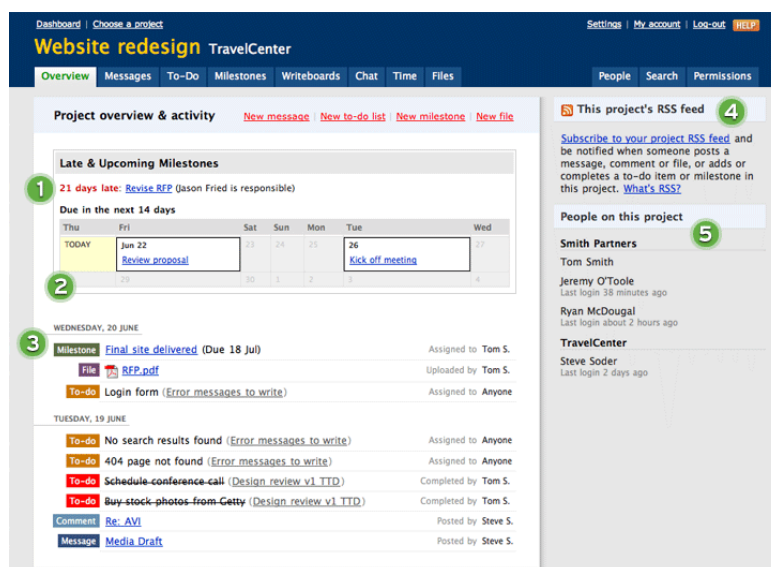 Dashboard | Choose a project
Settings | My account | Log-out HELP
Website redesign TravelCenter
Overview Messages To-Do Milestones Writeboards Chat Time Files
People Search Permissions
Project overview & activity
New message | New to-do list | New milestone | New file
Late & Upcoming Milestones
1
21 days late: Revise RFP (Jason Fried is responsible)
Due in the next 14 days
Thu Fri Sat Sun Mon Tue Wed
TODAY Jun 22 23 24 25 26 27
Review proposal Kick off meeting
2
29 30 1 2 3 4
WEDNESDAY, 20 JUNE
3
Milestone Final site delivered (Due 18 Jul) Assigned to Tom S.
File RFP.pdf Uploaded by Tom S.
To-do Login form (Error messages to write) Assigned to Anyone
TUESDAY, 19 JUNE
To-do No search results found (Error messages to write) Assigned to Anyone
To-do 404 page not found (Error messages to write) Assigned to Anyone
To-do Schedule conference call (Design review v1 TTD) Completed by Tom S.
To-do Buy stock photos from Getty (Design review v1 TTD) Completed by Tom S.
Comment Re: AVI Posted by Steve S.
Message Media Draft Posted by Steve S.
This project's RSS feed 4
Subscribe to your project RSS feed and
be notified when someone posts a
message, comment or file, or adds or
completes a to-do item or milestone in
this project. What's RSS?
People on this project
5
Smith Partners
Tom Smith
Jeremy O'Toole
Last login 38 minutes ago
Ryan McDougal
Last login about 2 hours ago
TravelCenter
Steve Soder
Last login 2 days ago